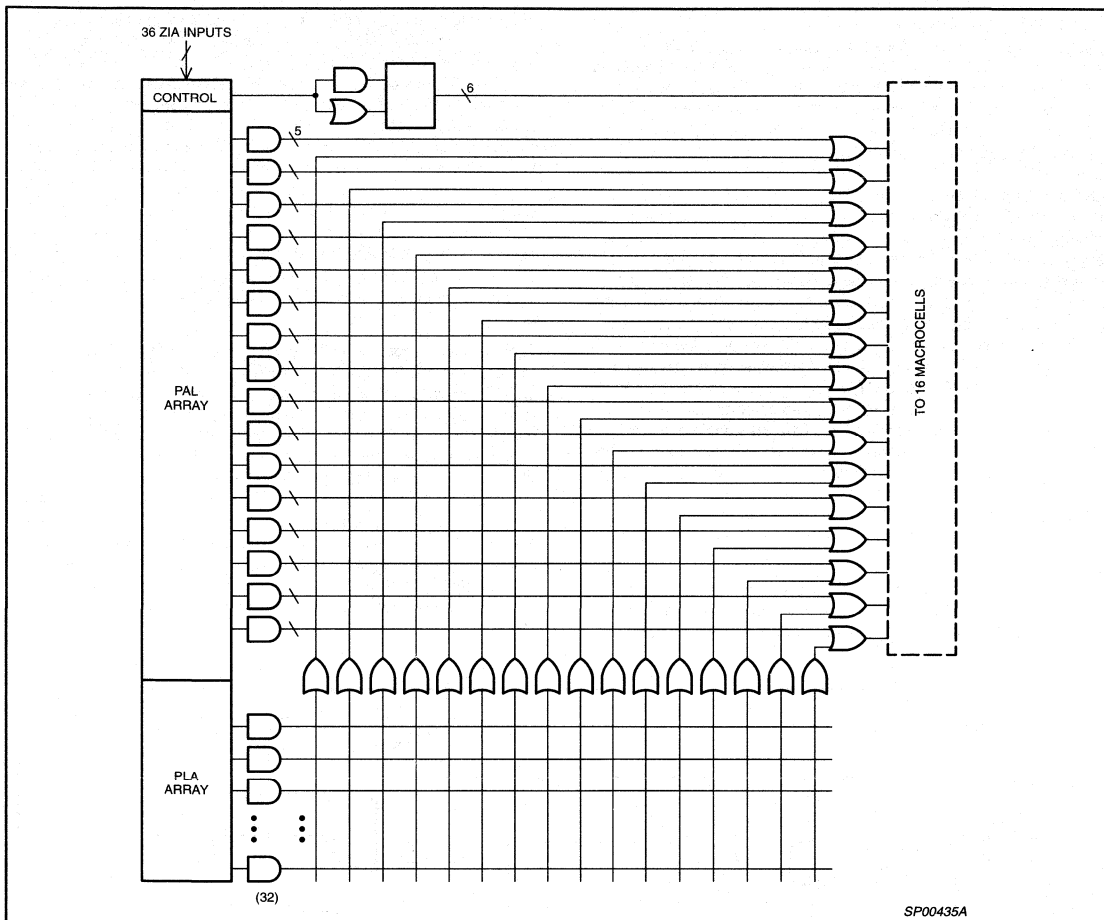 36 ZIA INPUTS
CONTROL
6
5
PAL
ARRAY
TO 16 MACROCELLS
PLA
ARRAY
(32)
SP00435A